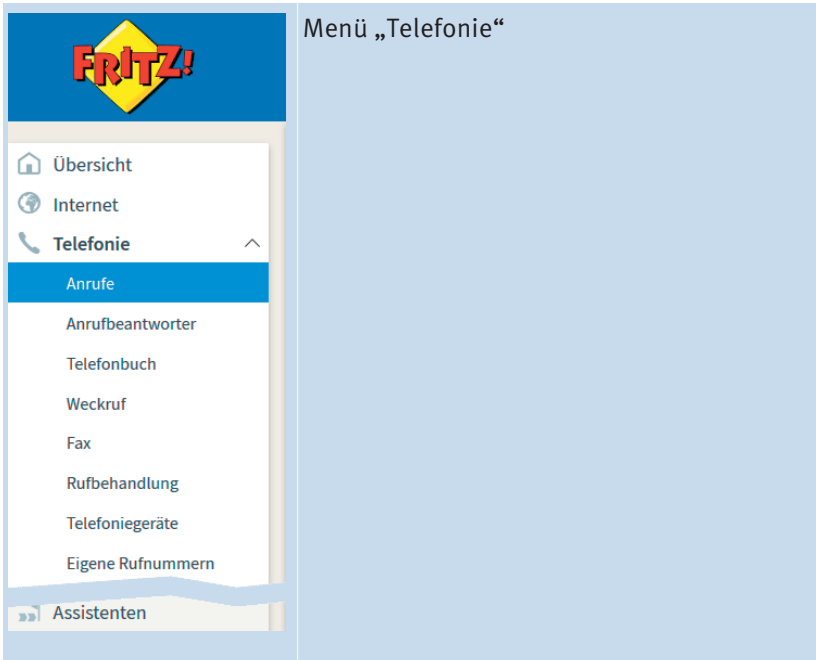 FRITZ!
Menü „Telefonie“
Übersicht
Internet
Telefonie
Anrufe
Anrufbeantworter
Telefonbuch
Weckruf
Fax
Rufbehandlung
Telefoniegeräte
Eigene Rufnummern
Assistenten